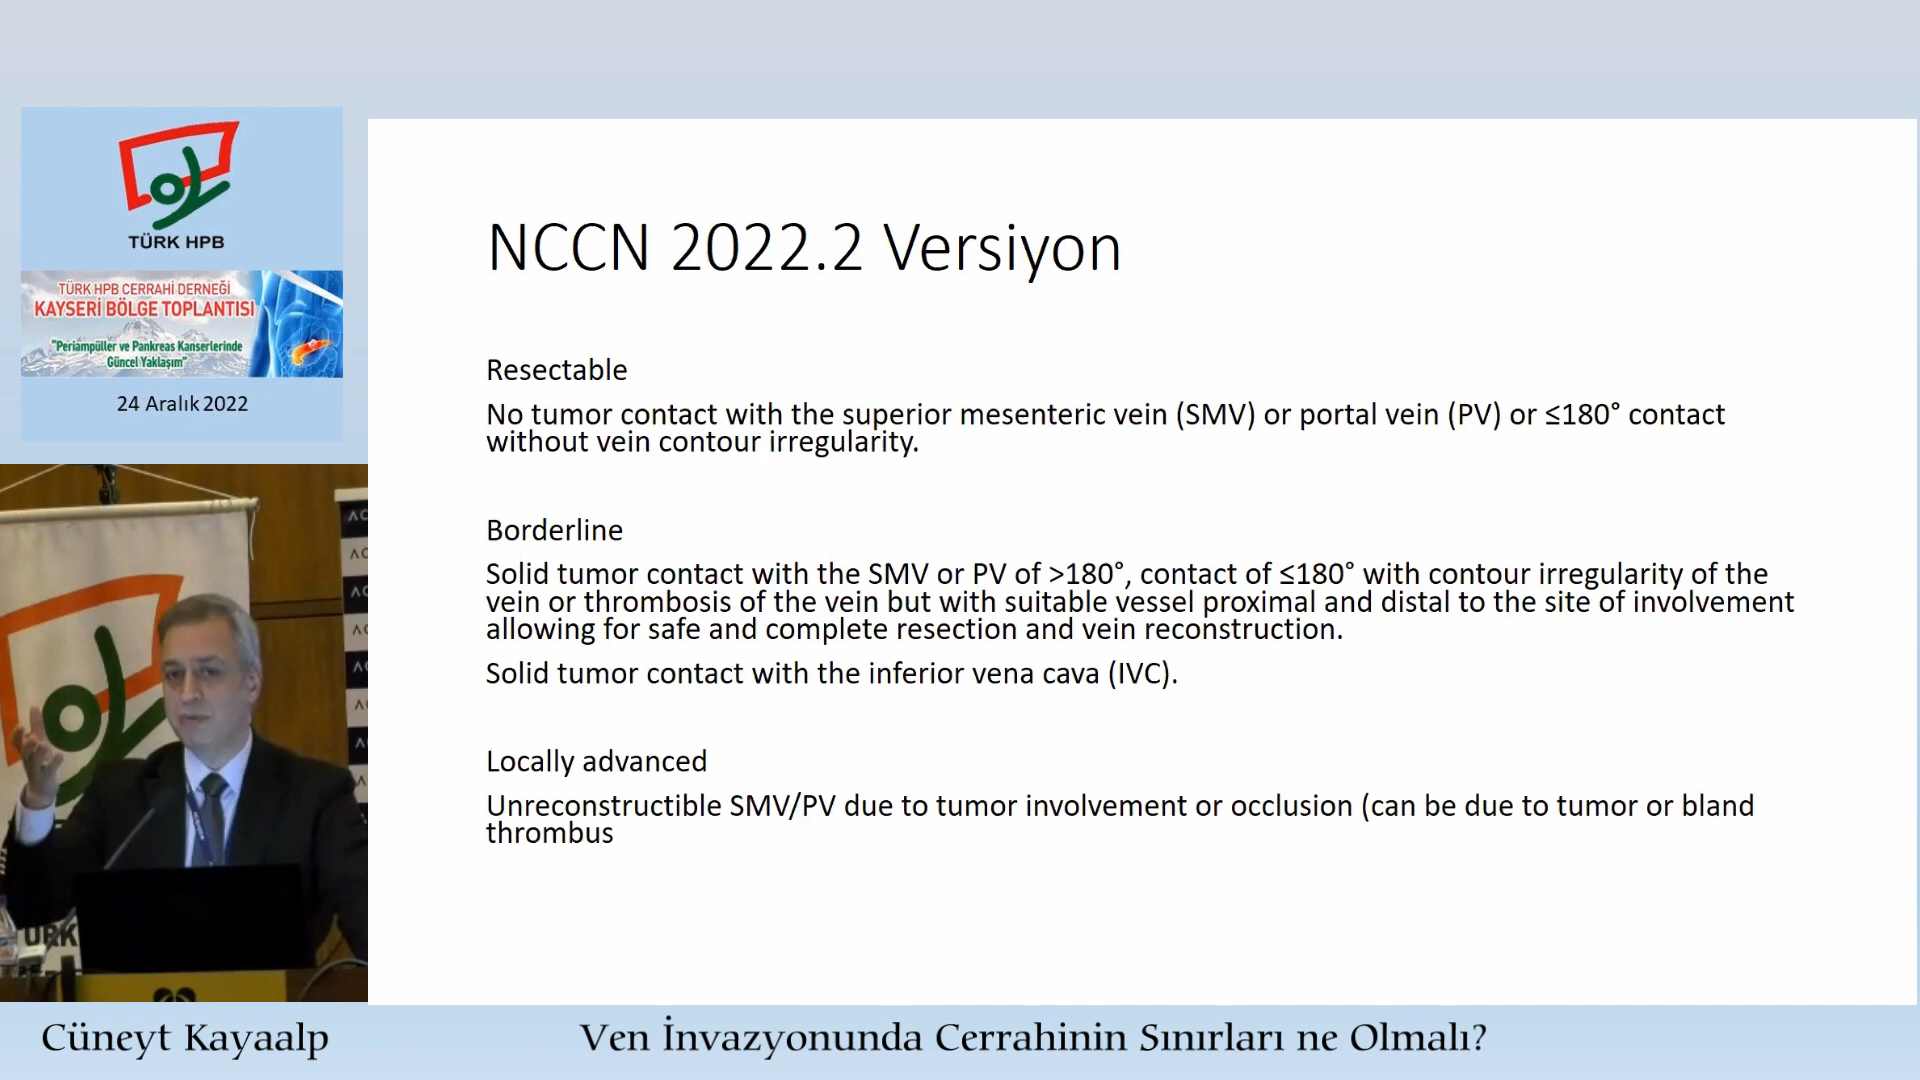 TÜRK HPB
TÜRK HPB CERRAHİ DERNEĞİ
KAYSERİ BÖLGE TOPLANTISI
"Periampüller ve Pankreas Kanserlerinde
Güncel Yaklaşım"
24 Aralık 2022
NCCN 2022.2 Versiyon
Resectable
No tumor contact with the superior mesenteric vein (SMV) or portal vein (PV) or ≤180° contact
without vein contour irregularity.
Borderline
Solid tumor contact with the SMV or PV of >180°, contact of ≤180° with contour irregularity of the
vein or thrombosis of the vein but with suitable vessel proximal and distal to the site of involvement
allowing for safe and complete resection and vein reconstruction.
Solid tumor contact with the inferior vena cava (IVC).
Locally advanced
Unreconstructible SMV/PV due to tumor involvement or occlusion (can be due to tumor or bland
thrombus
Cüneyt Kayaalp
Ven İnvazyonunda Cerrahinin Sınırları ne Olmalı?